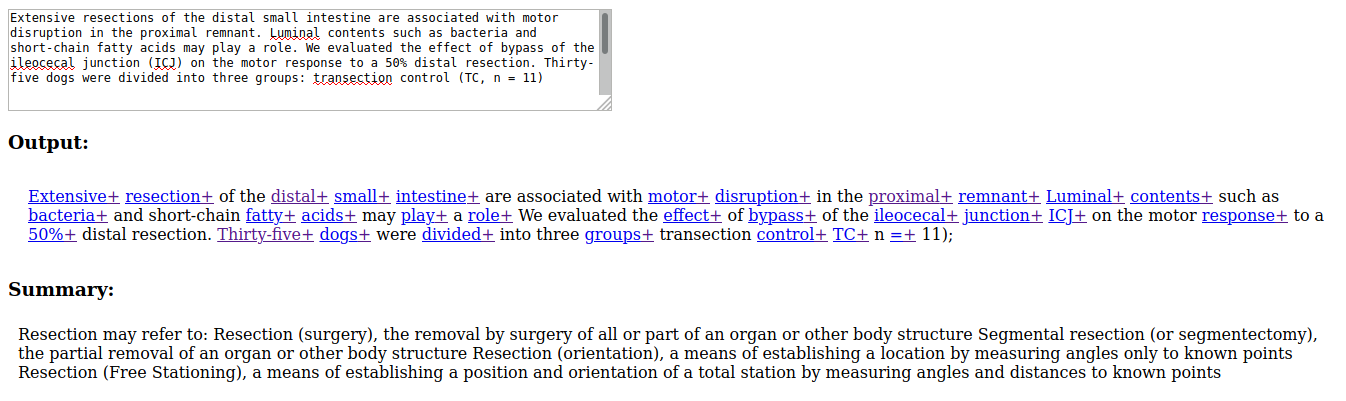 Extensive resections of the distal small intestine are associated with motor
disruption in the proximal remnant. Luminal contents such as bacteria and
short-chain fatty acids may play a role. We evaluated the effect of bypass of the
ileocecal junction (ICJ) on the motor response to a 50% distal resection. Thirty-
five dogs were divided into three groups: transection control (TC, n = 11)
Output:
Extensive+ resection+ of the distal+ small+ intestine+ are associated with motor+ disruption+ in the proximal+ remnant+ Luminal+ contents+ such as
bacteria+ and short-chain fatty+ acids+ may play+ a role+ We evaluated the effect+ of bypass+ of the ileocecal+ junction+ ICJ+ on the motor response+ to a
50%+ distal resection. Thirty-five+ dogs+ were divided+ into three groups+ transection control+ TC+ n =+ 11);
Summary:
Resection may refer to: Resection (surgery), the removal by surgery of all or part of an organ or other body structure Segmental resection (or segmentectomy),
the partial removal of an organ or other body structure Resection (orientation), a means of establishing a location by measuring angles only to known points
Resection (Free Stationing), a means of establishing a position and orientation of a total station by measuring angles and distances to known points